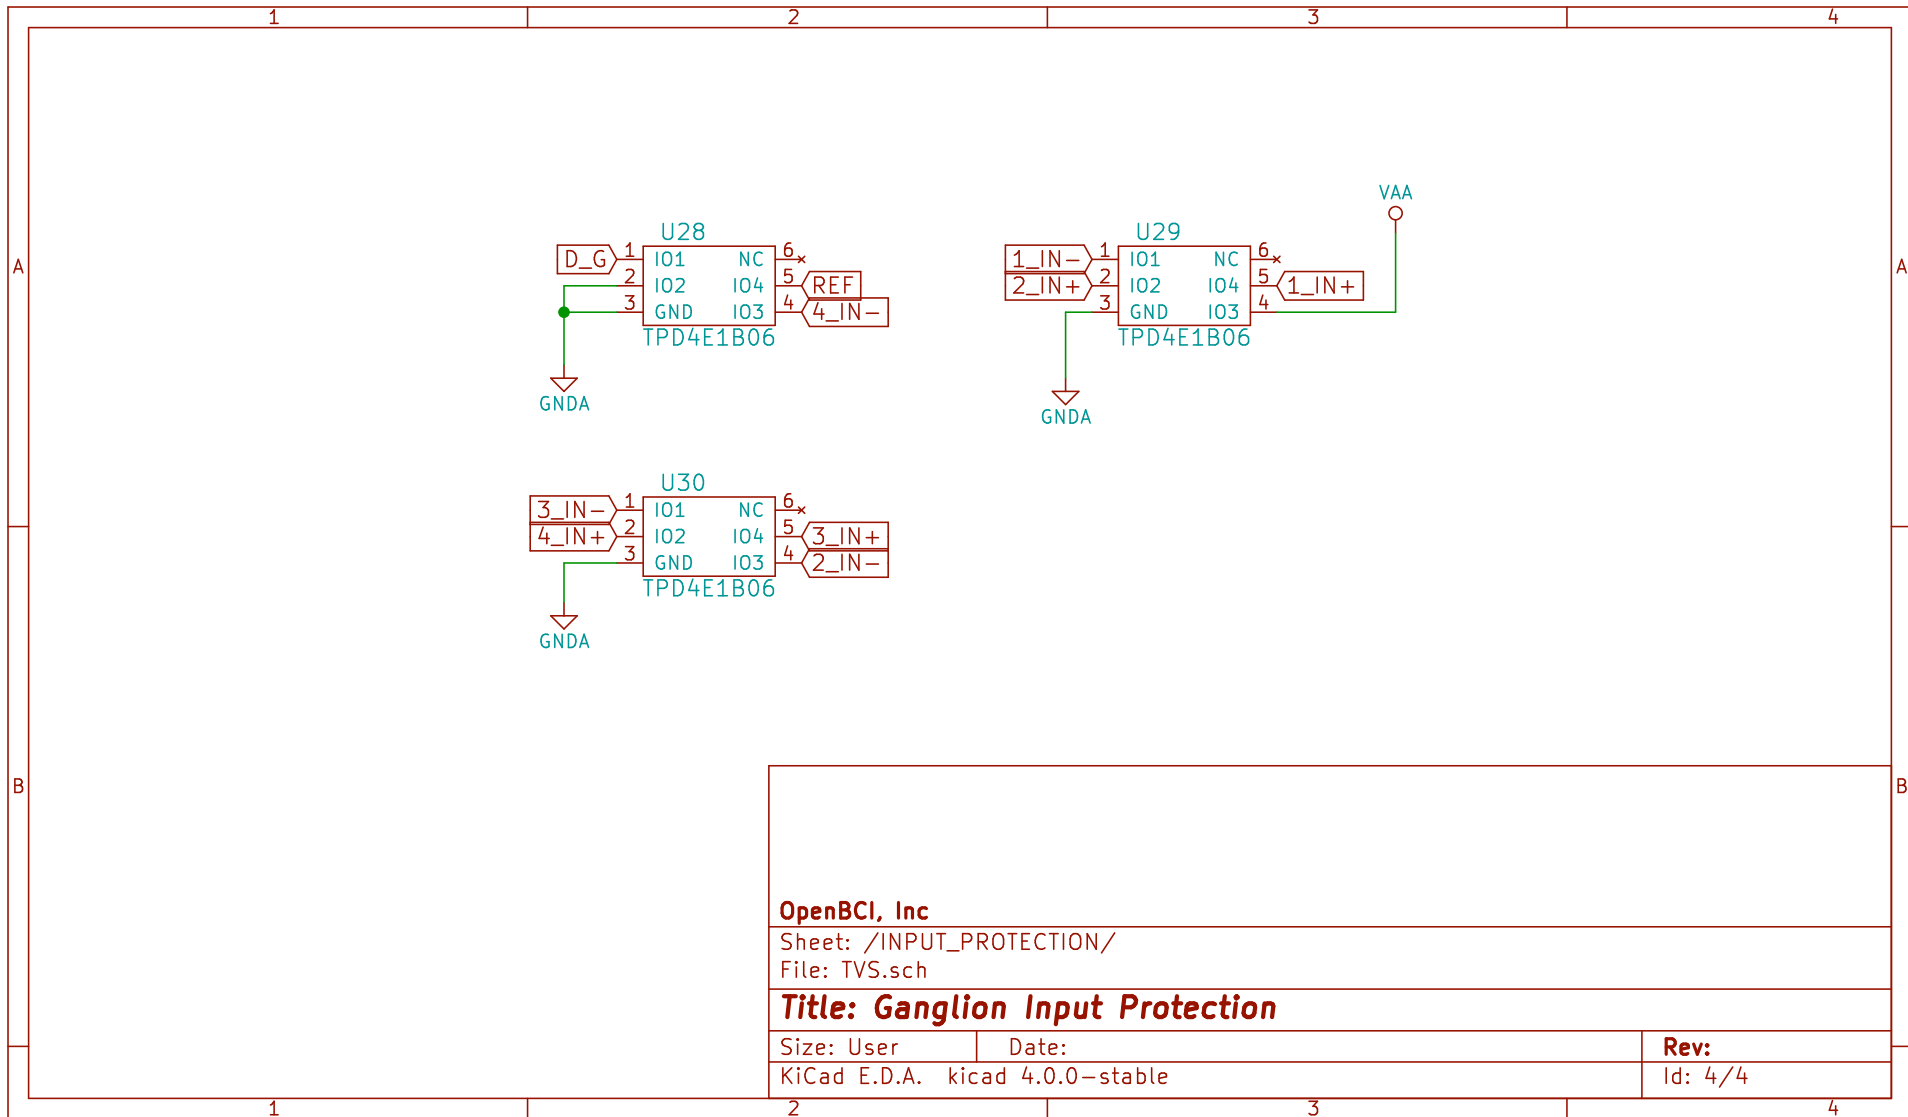 1 2 3 4
VAA
U28 U29
D_G 1 IO1 NC 6 1_IN- 1 IO1 NC 6
A A
2 IO2 IO4 5 REF 2_IN+ 2 IO2 IO4 5 1_IN+
3 GND IO3 4 4_IN- 3 GND IO3 4
TPD4E1B06 TPD4E1B06
GNDA GNDA
U30
3_IN- 1 IO1 NC 6
4_IN+ 2 IO2 IO4 5 3_IN+
3 GND IO3 4 2_IN-
TPD4E1B06
GNDA
B B
OpenBCI, Inc
Sheet: /INPUT_PROTECTION/
File: TVS.sch
Title: Ganglion Input Protection
Size: User Date: Rev:
KiCad E.D.A. kicad 4.0.0-stable Id: 4/4
1 2 3 4